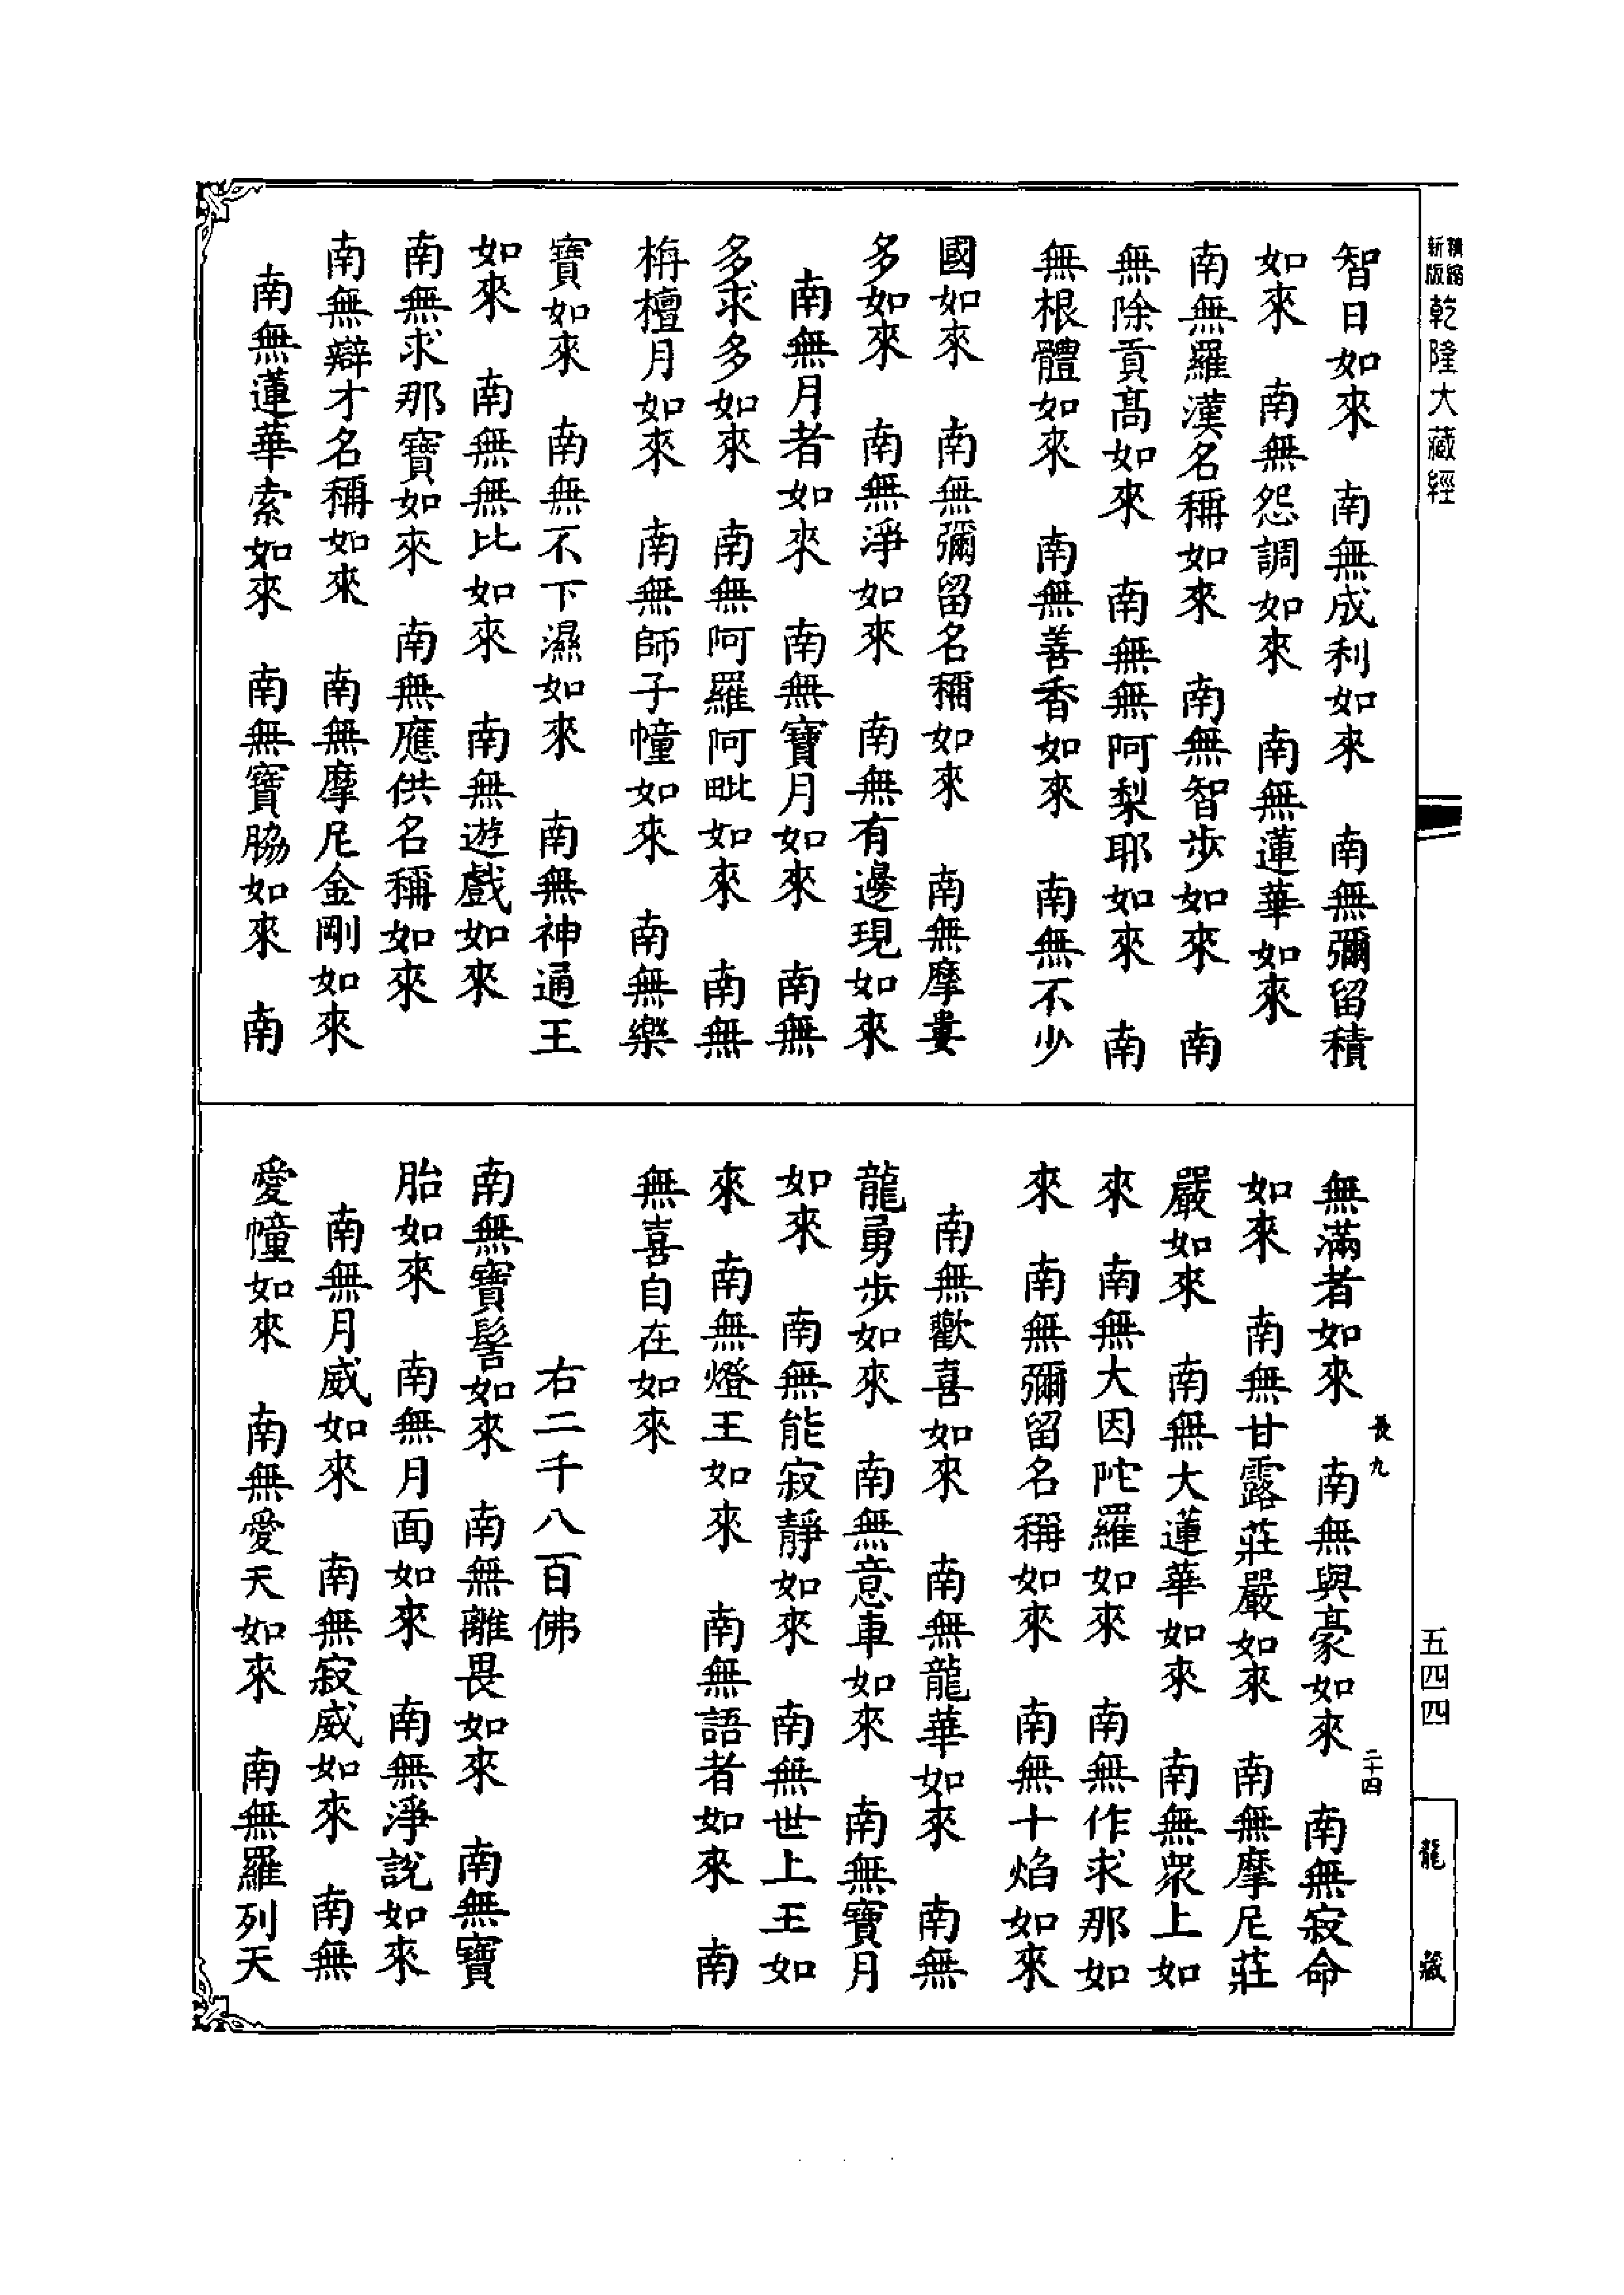 精縮新版乾隆大藏經
智日如來　南無成利如來　南無彌留積
如來　南無怨調如來　南無蓮華如來
南無羅漢名稱如來　南無智步如來　南
無除貢高如來　南無無阿梨耶如來　南
無根體如來　南無善香如來　南無不少
國如來　南無彌留名稱如來　南無摩婁
多如來　南無淨如來　南無有邊現如來
南無月者如來　南無寶月如來　南無
多求多如來　南無阿羅阿毗如來　南無
栴檀月如來　南無師子幢如來　南無樂
寶如來　南無不下濕如來　南無神通王
如來　南無無比如來　南無遊戲如來
南無求那寶如來　南無應供名稱如來
南無辯才名稱如來　南無摩尼金剛如來
南無蓮華索如來　南無寶脇如來　南
無滿者如來　南無與豪如來　南無寂命
如來　南無甘露莊嚴如來　南無摩尼莊
嚴如來　南無大蓮華如來　南無眾上如
來　南無大因陀羅如來　南無作求那如
來　南無彌留名稱如來　南無十焰如來
南無歡喜如來　南無龍華如來　南無
龍勇步如來　南無意車如來　南無寶月
如來　南無能寂靜如來　南無世上王如
來　南無燈王如來　南無語者如來　南
無喜自在如來
右二千八百佛
南無寶髻如來　南無離畏如來　南無寶
胎如來　南無月面如來　南無淨說如來
南無月威如來　南無寂威如來　南無
愛幢如來　南無愛天如來　南無羅列天
長九
二十四
五四四
龍藏